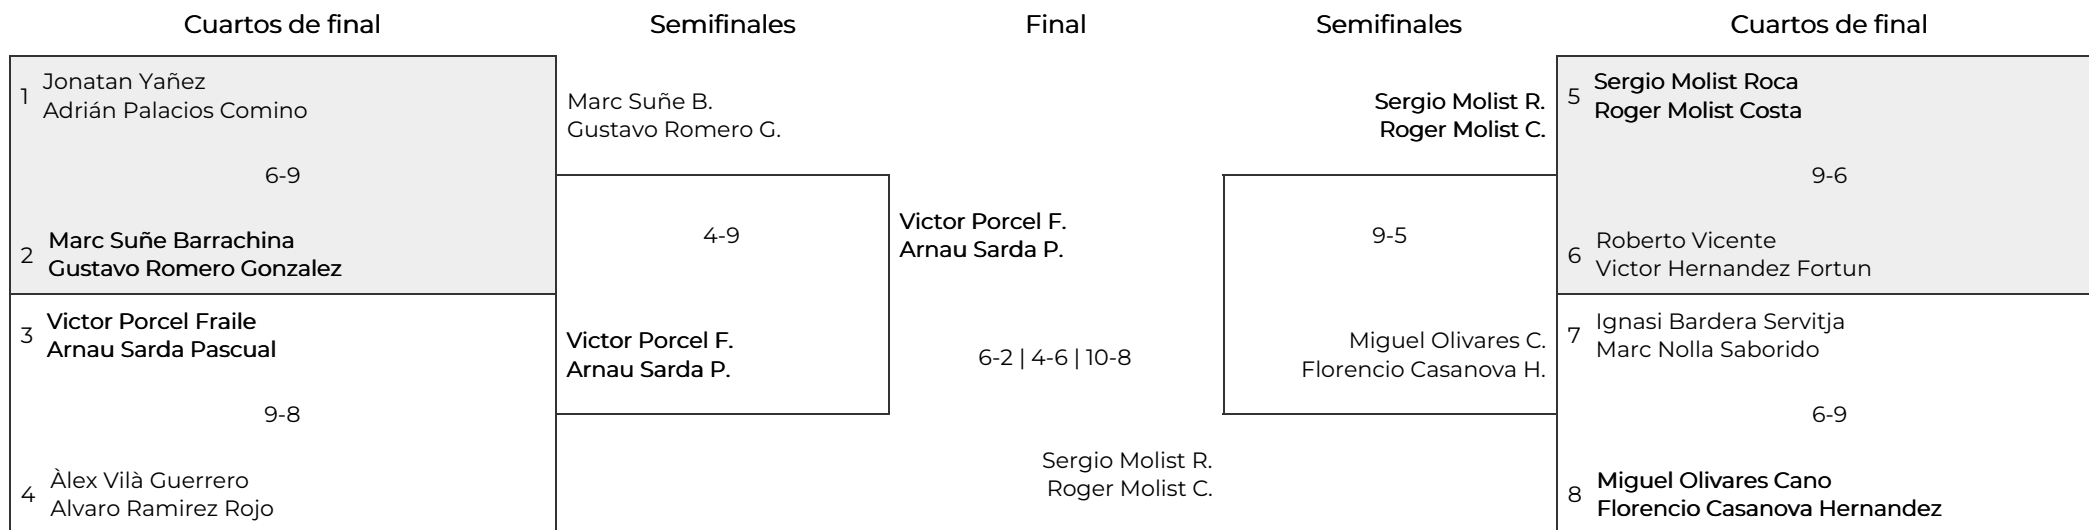 Cuartos de final
Semifinales
Final
Semifinales
Cuartos de final
1
Jonatan Yañez
Adrián Palacios Comino
6-9
2
Marc Suñe Barrachina
Gustavo Romero Gonzalez
3
Victor Porcel Fraile
Arnau Sarda Pascual
9-8
4
Àlex Vilà Guerrero
Alvaro Ramirez Rojo
Marc Suñe B.
Gustavo Romero G.
4-9
Victor Porcel F.
Arnau Sarda P.
Victor Porcel F.
Arnau Sarda P.
6-2 | 4-6 | 10-8
Sergio Molist R.
Roger Molist C.
Sergio Molist R.
Roger Molist C.
9-5
Miguel Olivares C.
Florencio Casanova H.
5
Sergio Molist Roca
Roger Molist Costa
9-6
6
Roberto Vicente
Victor Hernandez Fortun
7
Ignasi Bardera Servitja
Marc Nolla Saborido
6-9
8
Miguel Olivares Cano
Florencio Casanova Hernandez